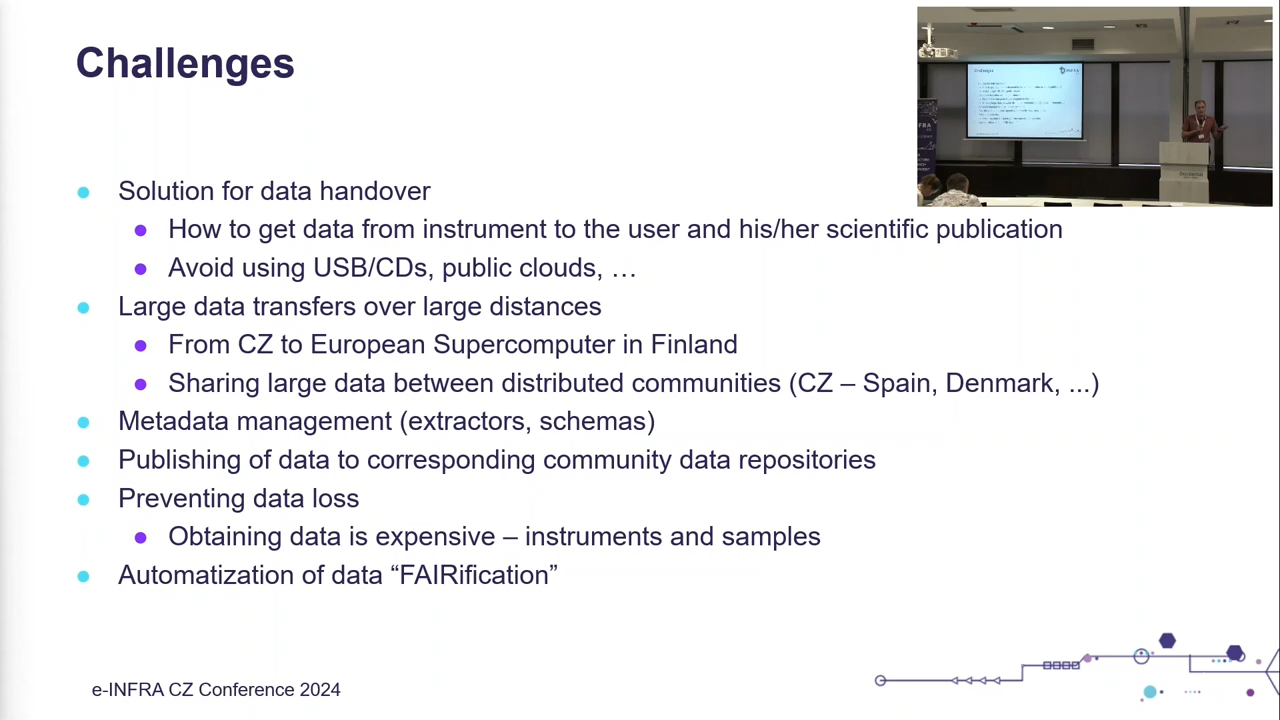 Challenges
Solution for data handover
How to get data from instrument to the user and his/her scientific publication
Avoid using USB/CDs, public clouds, …
Large data transfers over large distances
From CZ to European Supercomputer in Finland
Sharing large data between distributed communities (CZ – Spain, Denmark, ...)
Metadata management (extractors, schemas)
Publishing of data to corresponding community data repositories
Preventing data loss
Obtaining data is expensive – instruments and samples
Automatization of data “FAIRification”
e-INFRA CZ Conference 2024